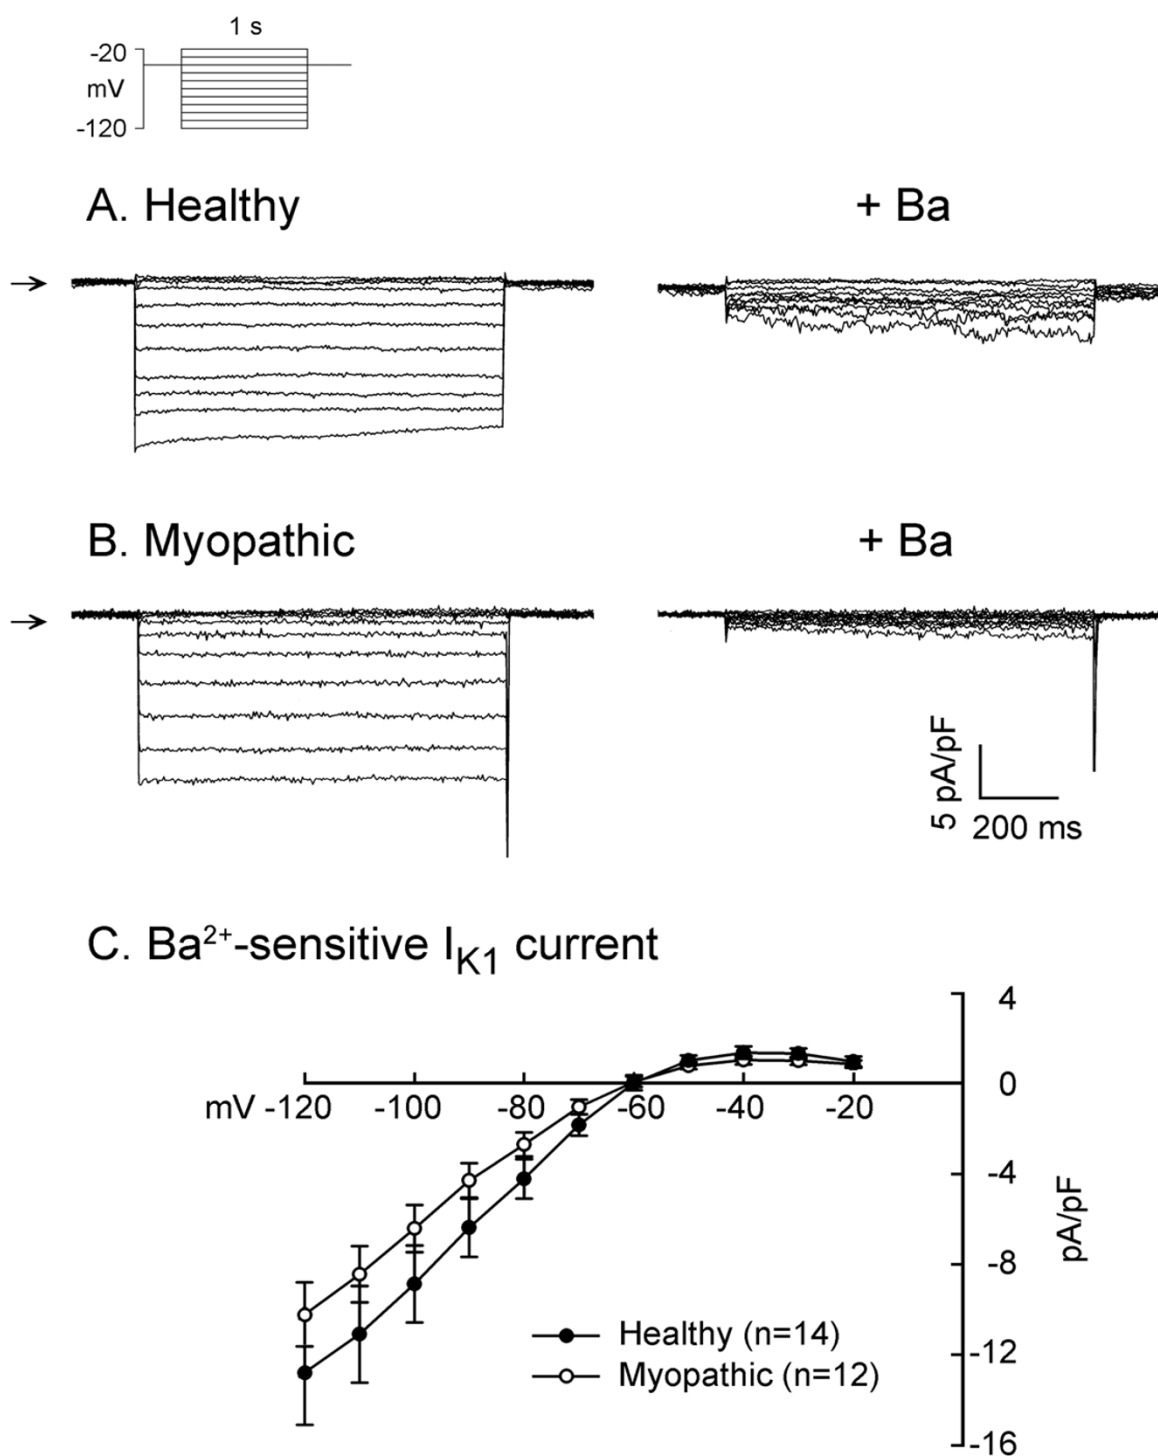 1 s
-20
mV
-120
A. Healthy
+ Ba
→
B. Myopathic
+ Ba
→
5 pA/pF
200 ms
C. Ba²⁺-sensitive I_K1 current
4
0
mV -120 -100 -80 -60 -40 -20
-4
pA/pF
-8
Healthy (n=14)
-12
Myopathic (n=12)
-16